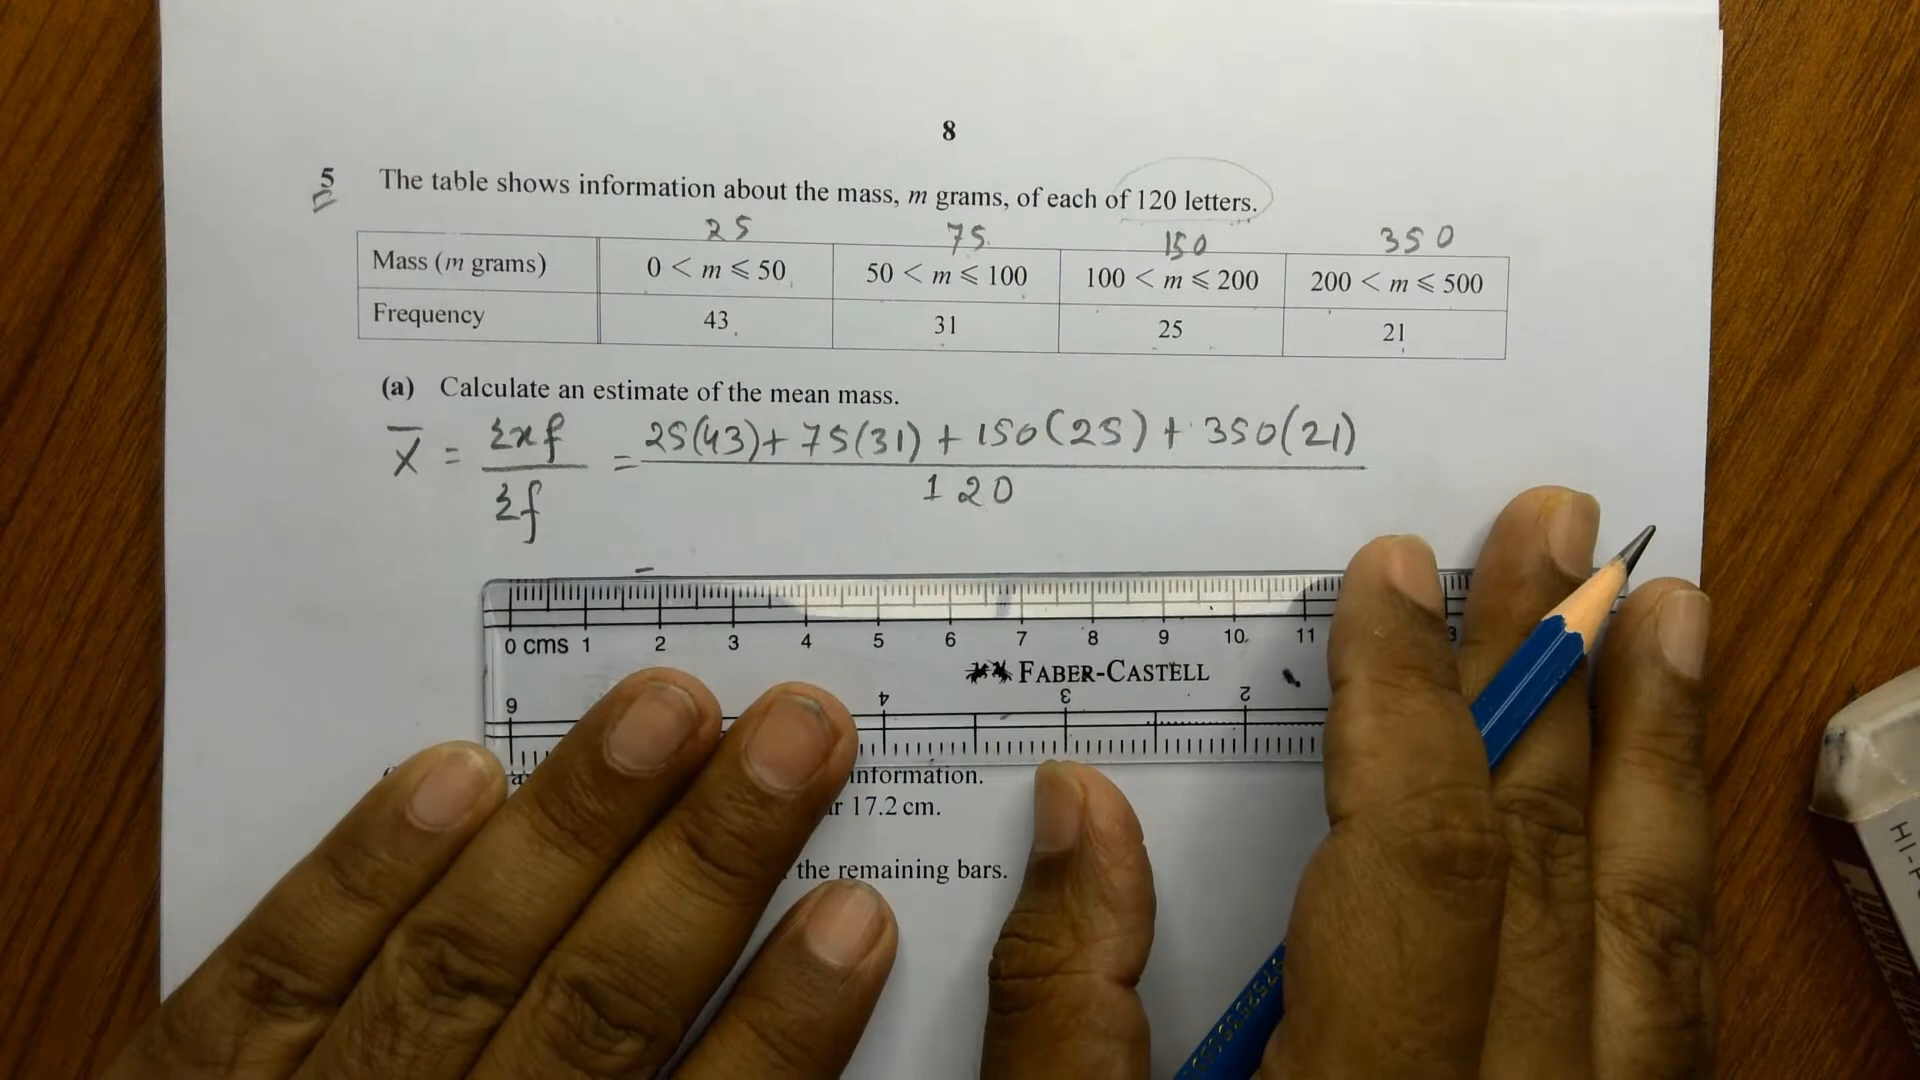 8
5 The table shows information about the mass, m grams, of each of 120 letters.
25 75 150 350
Mass (m grams) 0 < m ⩽ 50 50 < m ⩽ 100 100 < m ⩽ 200 200 < m ⩽ 500
Frequency 43 31 25 21
(a) Calculate an estimate of the mean mass.
x̄ = Σxf / Σf = 25(43) + 75(31) + 150(25) + 350(21) / 120
0 cms 1 2 3 4 5 6 7 8 9 10 11 3
FABER-CASTELL
4 3 2
information.
17.2 cm.
the remaining bars.